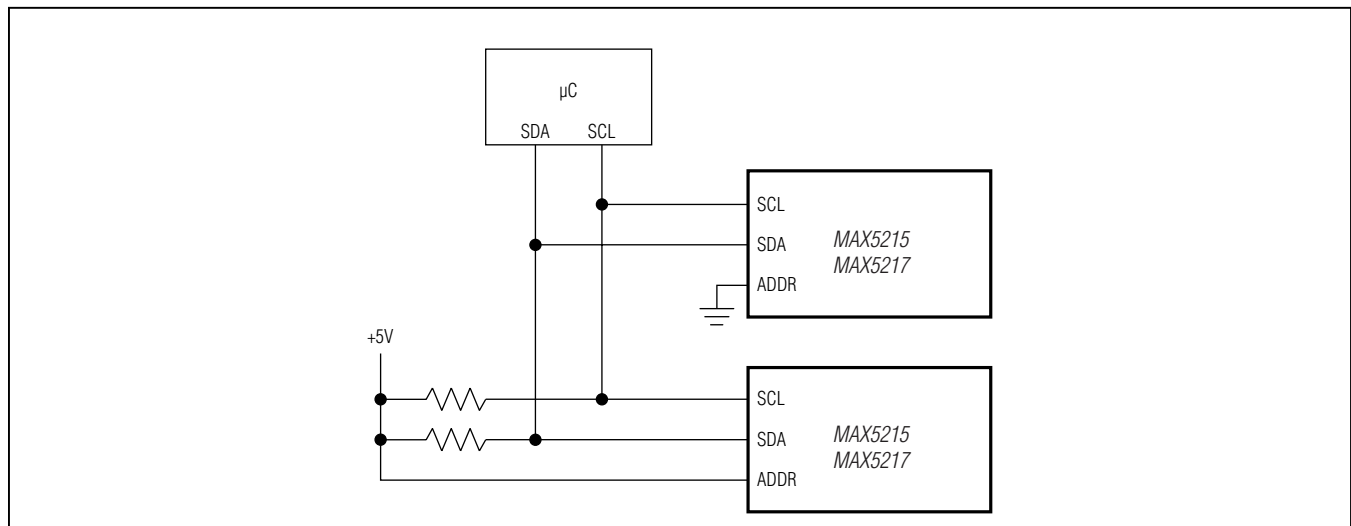 µC
SDA SCL
SCL
SDA
ADDR
MAX5215
MAX5217
+5V
SCL
SDA
ADDR
MAX5215
MAX5217